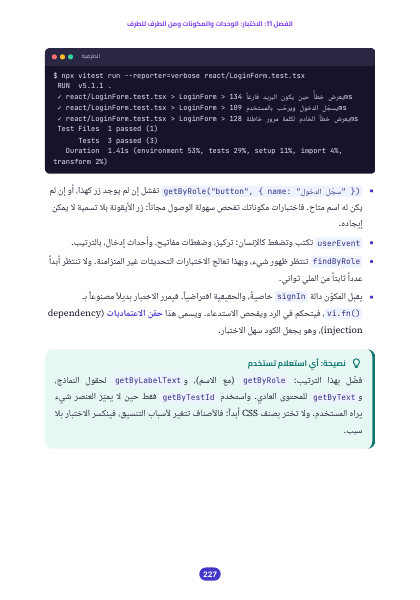 الفصل 11: الاختبار: الوحدات والمكونات ومن الطرف للطرف
الطرفية
$ npx vitest run --reporter=verbose react/LoginForm.test.tsx
RUN v5.1.1 .
✓ react/LoginForm.test.tsx > LoginForm > يعرض خطأً حين يكون البريد فارغاً 134ms
✓ react/LoginForm.test.tsx > LoginForm > يسجّل الدخول ويرحّب بالمستخدم 109ms
✓ react/LoginForm.test.tsx > LoginForm > يعرض خطأ الخادم لكلمة مرور خاطئة 128ms
Test Files 1 passed (1)
Tests 3 passed (3)
Duration 1.41s (environment 53%, tests 29%, setup 11%, import 4%,
transform 2%)
• getByRole("button", { name: "سجّل الدخول" }) تفشل إن لم يوجد زر كهذا، أو إن لم
يكن له اسم متاح. فاختبارات مكوناتك تفحص سهولة الوصول مجاناً: زر الأيقونة بلا تسمية لا يمكن
إيجاده.
• userEvent تكتب وتضغط كالإنسان: تركيز، وضغطات مفاتيح، وأحداث إدخال، بالترتيب.
• findByRole تنتظر ظهور شيء، وبهذا تعالج الاختبارات التحديثات غير المتزامنة. ولا تنتظر أبداً
عدداً ثابتاً من الملي ثواني.
• يقبل المكوّن دالة signIn خاصيةً، والحقيقية افتراضياً. فيمرر الاختبار بديلاً مصنوعاً بـ
vi.fn()، فيتحكم في الرد ويفحص الاستدعاء. ويسمى هذا حقن الاعتماديات (dependency
injection)، وهو يجعل الكود سهل الاختبار.
نصيحة: أي استعلام تستخدم
فضّل بهذا الترتيب: getByRole (مع الاسم)، و getByLabelText لحقول النماذج،
و getByText للمحتوى العادي. واستخدم getByTestId فقط حين لا يميّز العنصر شيء
يراه المستخدم. ولا تختر بصنف CSS أبداً: فالأصناف تتغير لأسباب التنسيق، فينكسر الاختبار بلا
سبب.
227